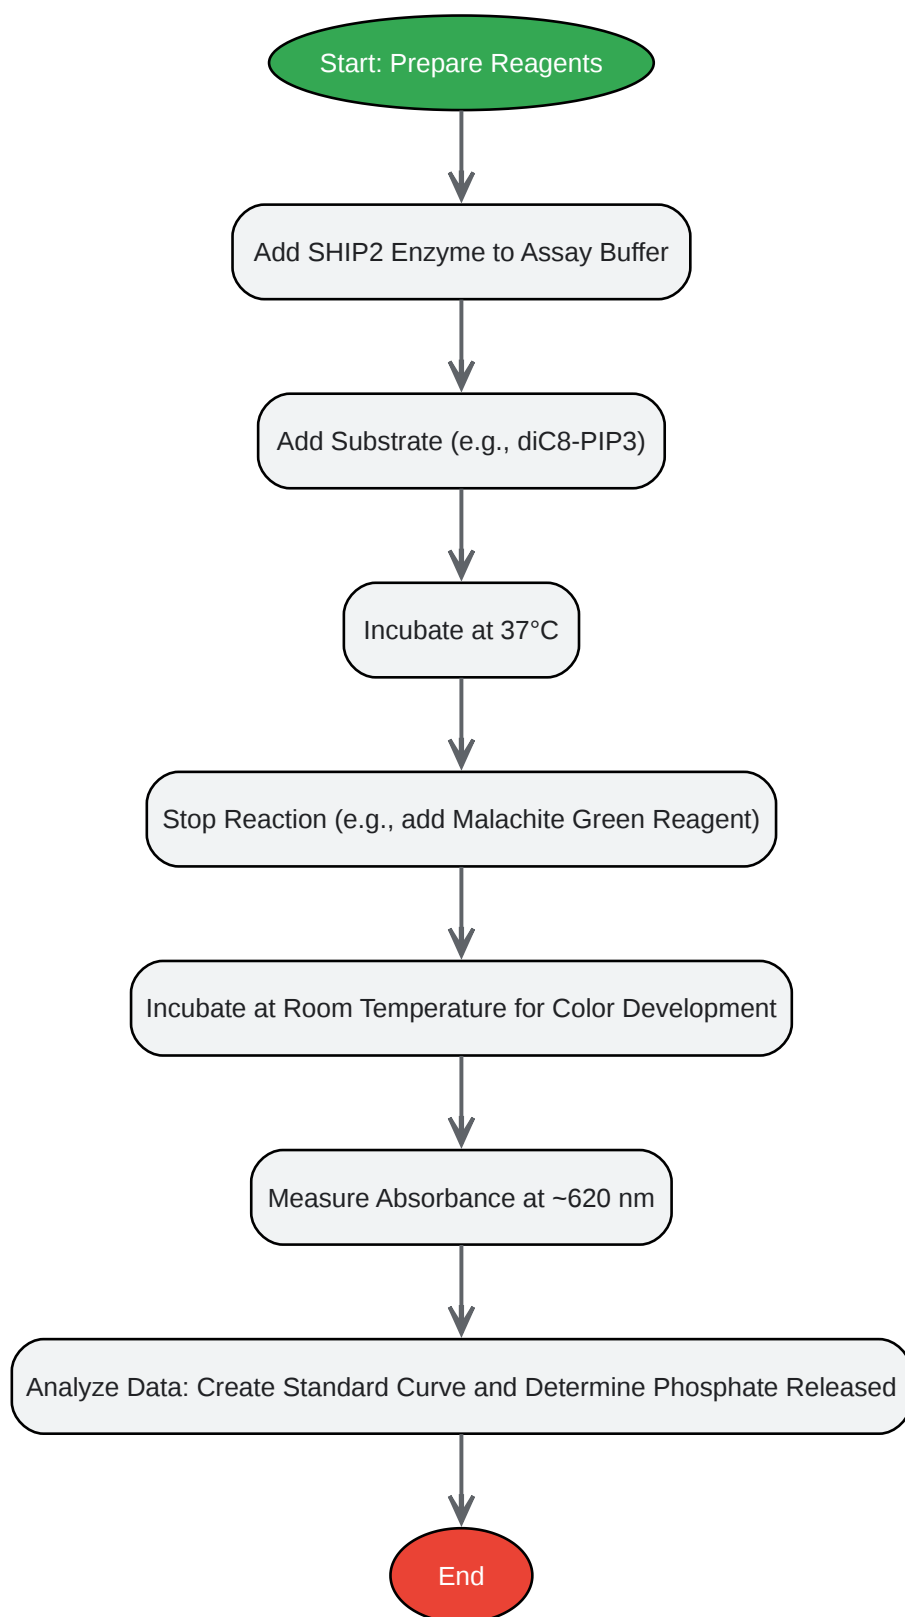 Start: Prepare Reagents
Add SHIP2 Enzyme to Assay Buffer
Add Substrate (e.g., diC8-PIP3)
Incubate at 37°C
Stop Reaction (e.g., add Malachite Green Reagent)
Incubate at Room Temperature for Color Development
Measure Absorbance at ~620 nm
Analyze Data: Create Standard Curve and Determine Phosphate Released
End